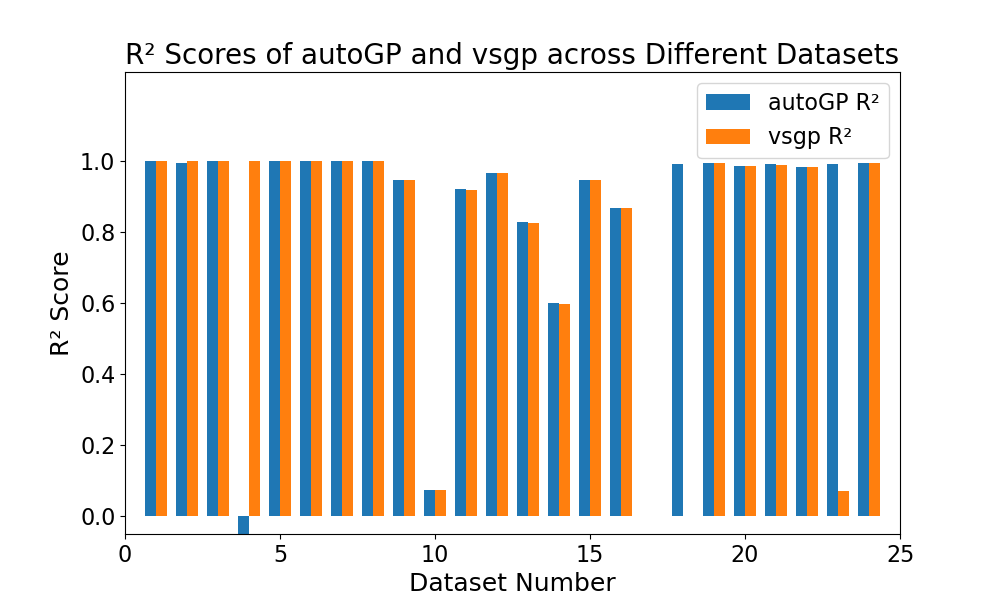 R² Scores of autoGP and vsgp across Different Datasets
autoGP R²
vsgp R²
1.0
0.8
0.6
0.4
0.2
0.0
R² Score
0 5 10 15 20 25
Dataset Number